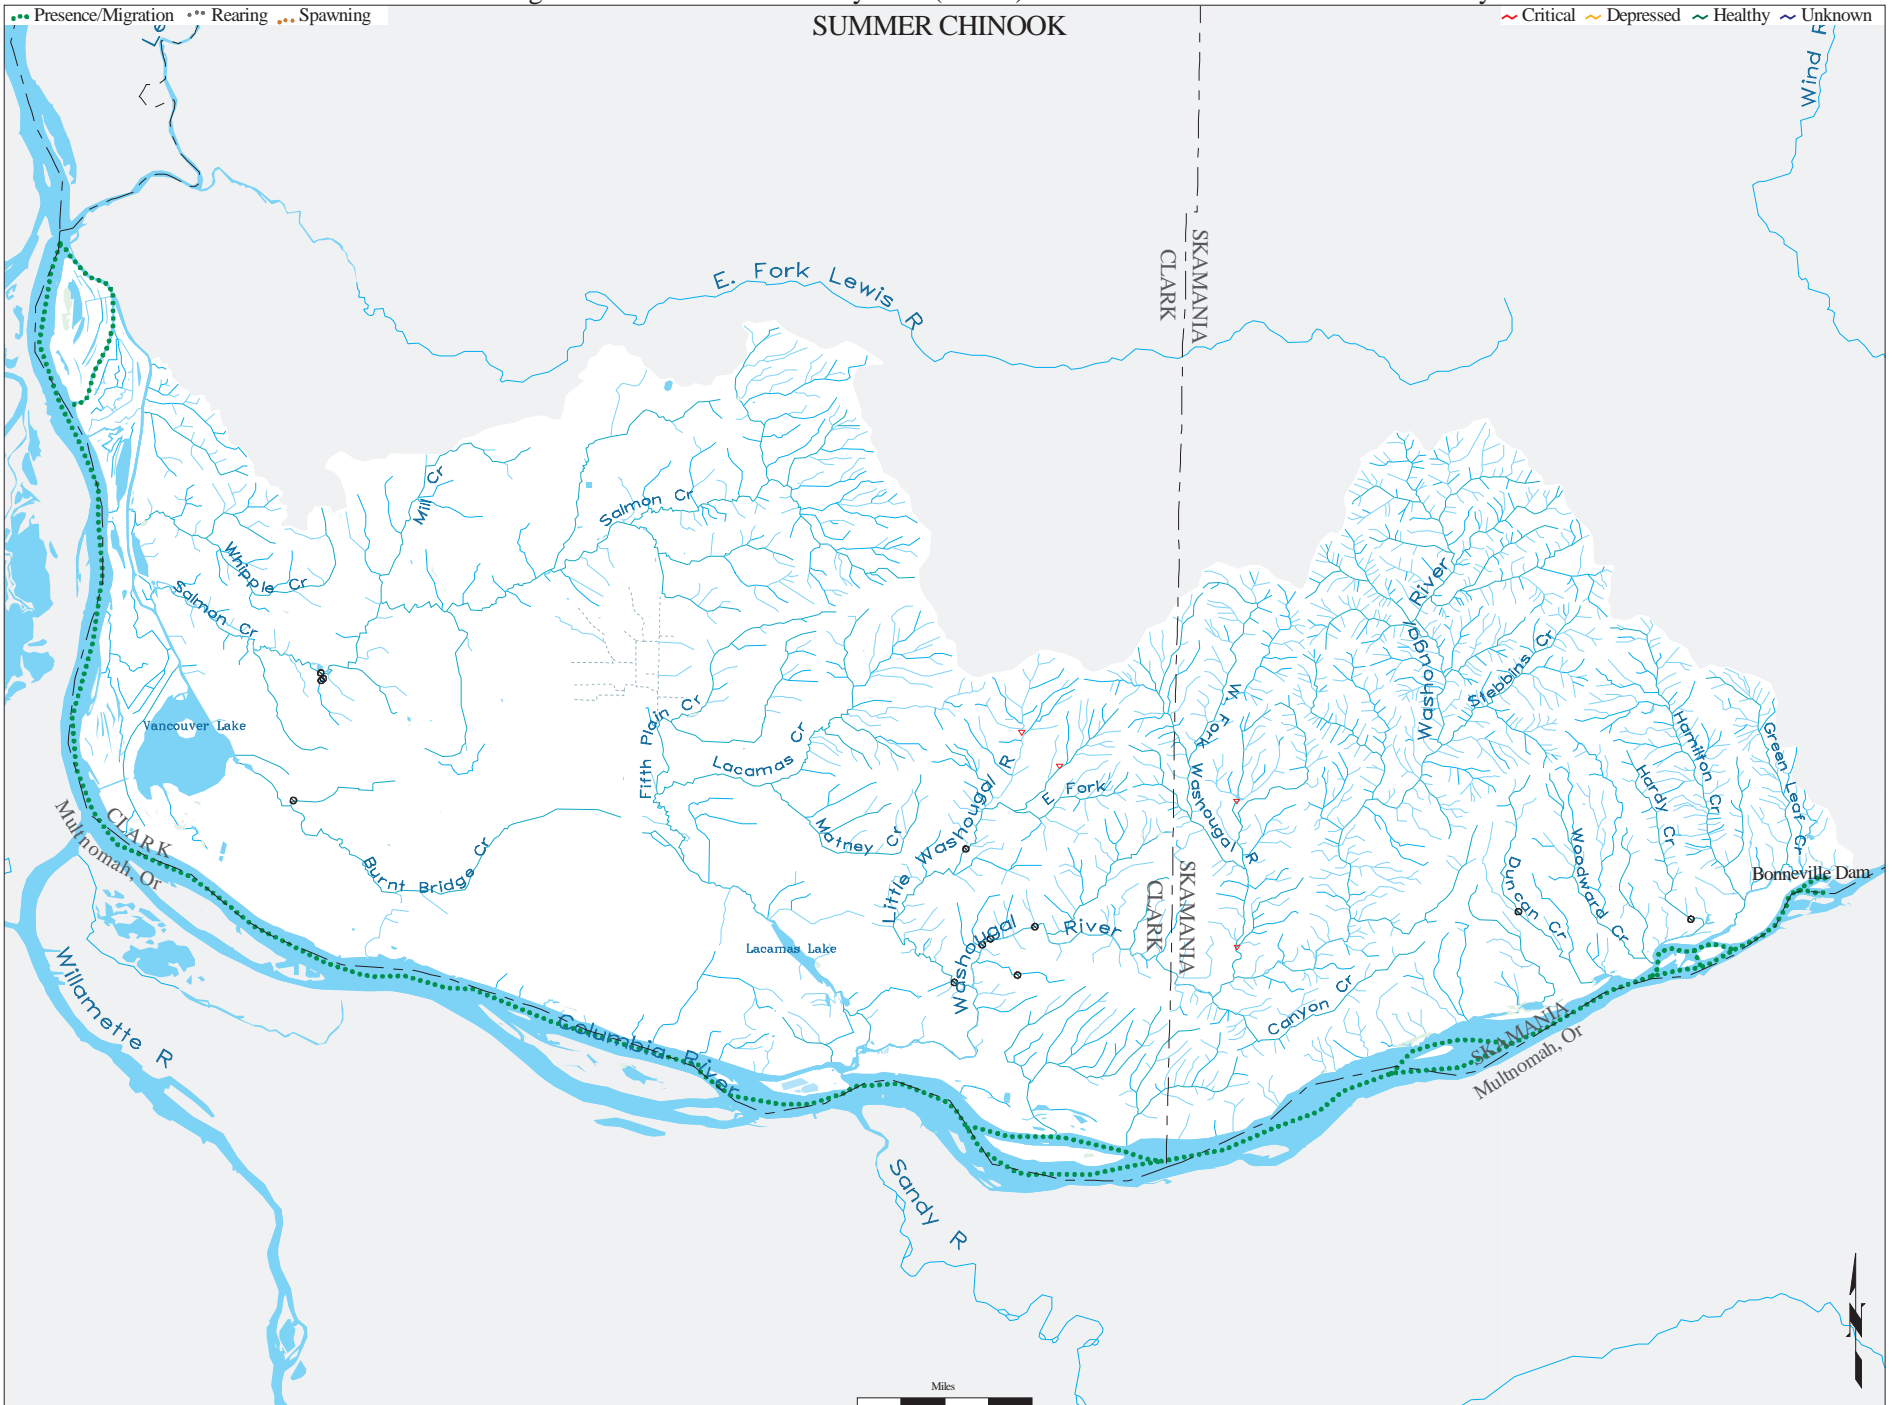 Presence/Migration Rearing Spawning
SUMMER CHINOOK
Critical Depressed Healthy Unknown
Wind R
E. Fork Lewis R
SKAMANIA
CLARK
Mill Cr
Salmon Cr
Whipple Cr
Salmon Cr
Vancouver Lake
Fifth Plain Cr
Lacamas Cr
Matney Cr
Burnt Bridge Cr
Little Washougal R
E Fork
W. Fork Washougal R
Washougal River
Stebbins Cr
Hamilton Cr
Hardy Cr
Green Leaf Cr
Woodward Cr
Duncan Cr
Bonneville Dam
CLARK
Multnomah, Or
SKAMANIA
CLARK
Washougal River
Lacamas Lake
Canyon Cr
Willamette R
Columbia River
SKAMANIA
Multnomah, Or
Sandy R
N
Miles